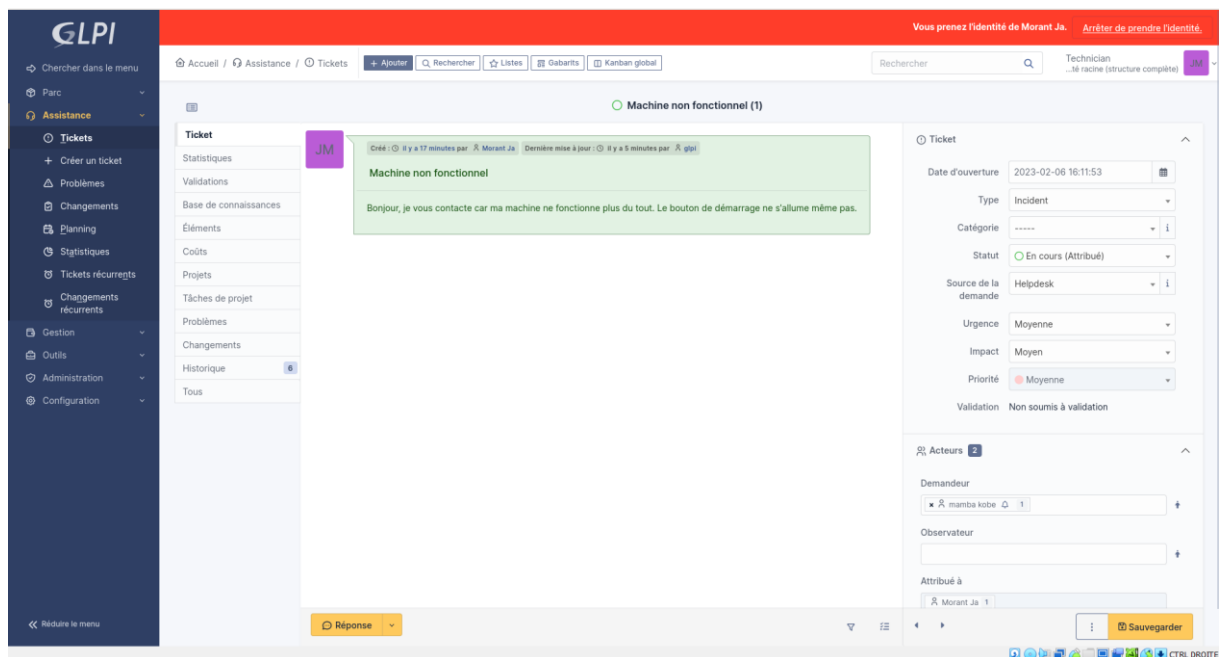 GLPI
Vous prenez l'identité de Morant Ja. Arrêter de prendre l'identité.
Chercher dans le menu
Parc
Assistance
Tickets
Créer un ticket
Problèmes
Changements
Planning
Statistiques
Tickets récurrents
Changements
récurrents
Gestion
Outils
Administration
Configuration
Réduire le menu
Accueil / Assistance / Tickets
+ Ajouter
Rechercher
Listes
Gabarits
Kanban global
Rechercher
Technician
...té racine (structure complète)
JM
Machine non fonctionnel (1)
Ticket
Statistiques
Validations
Base de connaissances
Éléments
Coûts
Projets
Tâches de projet
Problèmes
Changements
Historique 6
Tous
JM
Créé : il y a 17 minutes par Morant Ja Dernière mise à jour : il y a 5 minutes par glpi
Machine non fonctionnel
Bonjour, je vous contacte car ma machine ne fonctionne plus du tout. Le bouton de démarrage ne s'allume même pas.
Ticket
Date d'ouverture 2023-02-06 16:11:53
Type Incident
Catégorie ----- i
Statut En cours (Attribué)
Source de la
demande
Helpdesk i
Urgence Moyenne
Impact Moyen
Priorité Moyenne
Validation Non soumis à validation
Acteurs 2
Demandeur
× mamba kobe 1
Observateur
Attribué à
Morant Ja 1
Réponse
Sauvegarder
CTRL DROITE